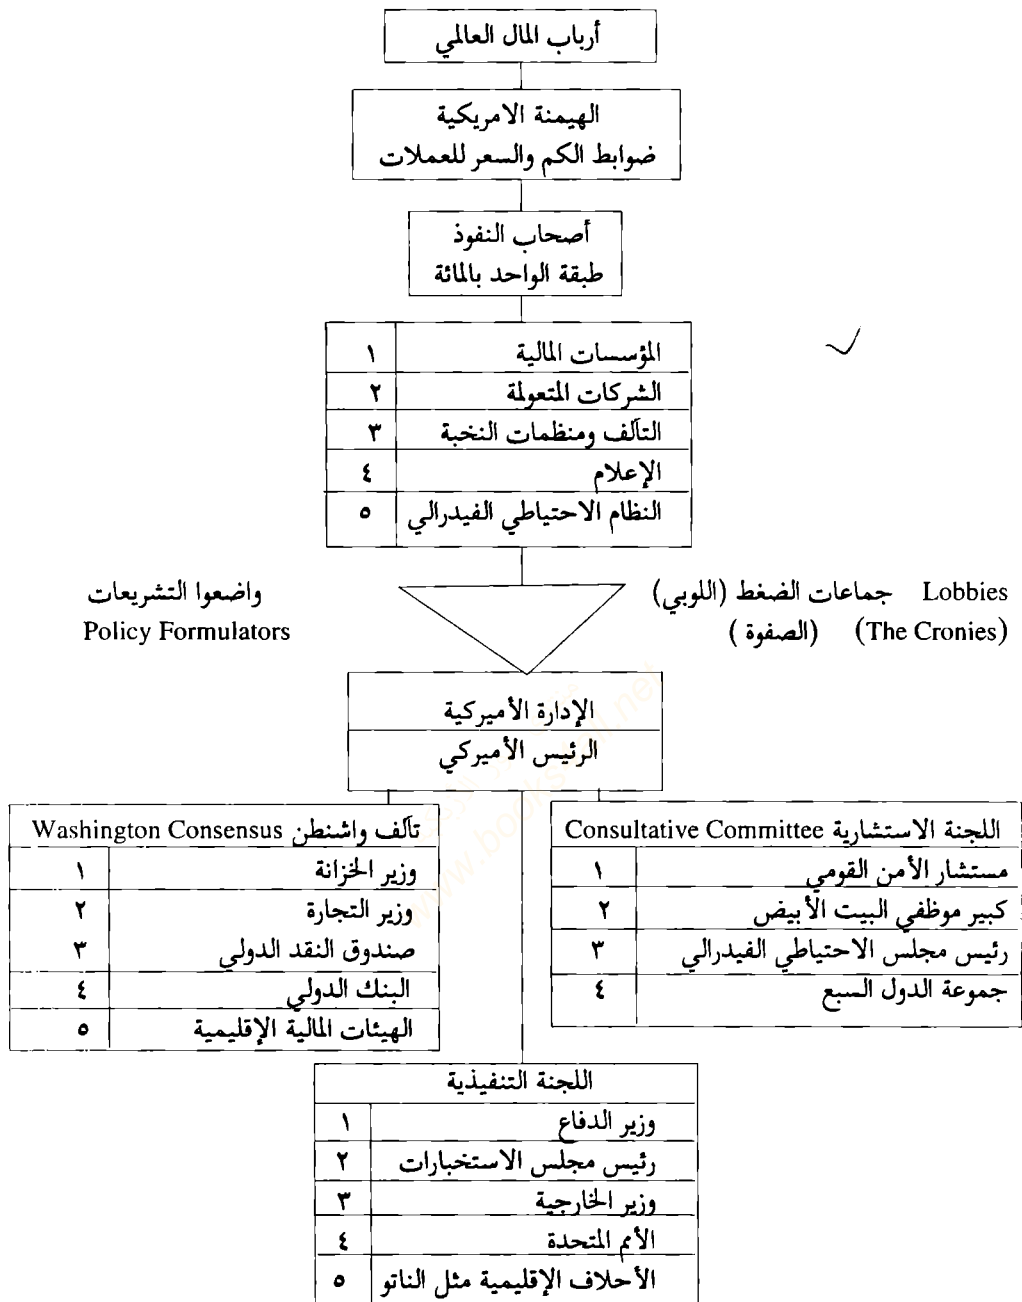 أرباب المال العالمي
الهيمنة الامريكية
ضوابط الكم والسعر للعملات
أصحاب النفوذ
طبقة الواحد بالمائة
المؤسسات المالية ١
الشركات المتعولمة ٢
التآلف ومنظمات النخبة ٣
الإعلام ٤
النظام الاحتياطي الفيدرالي ٥
Lobbies جماعات الضغط (اللوبي)
(The Cronies) (الصفوة )
واضعوا التشريعات
Policy Formulators
الإدارة الأميركية
الرئيس الأميركي
اللجنة الاستشارية Consultative Committee
مستشار الأمن القومي ١
كبير موظفي البيت الأبيض ٢
رئيس مجلس الاحتياطي الفيدرالي ٣
جموعة الدول السبع ٤
تآلف واشنطن Washington Consensus
وزير الخزانة ١
وزير التجارة ٢
صندوق النقد الدولي ٣
البنك الدولي ٤
الهيئات المالية الإقليمية ٥
اللجنة التنفيذية
وزير الدفاع ١
رئيس مجلس الاستخبارات ٢
وزير الخارجية ٣
الأمم المتحدة ٤
الأحلاف الإقليمية مثل الناتو ٥